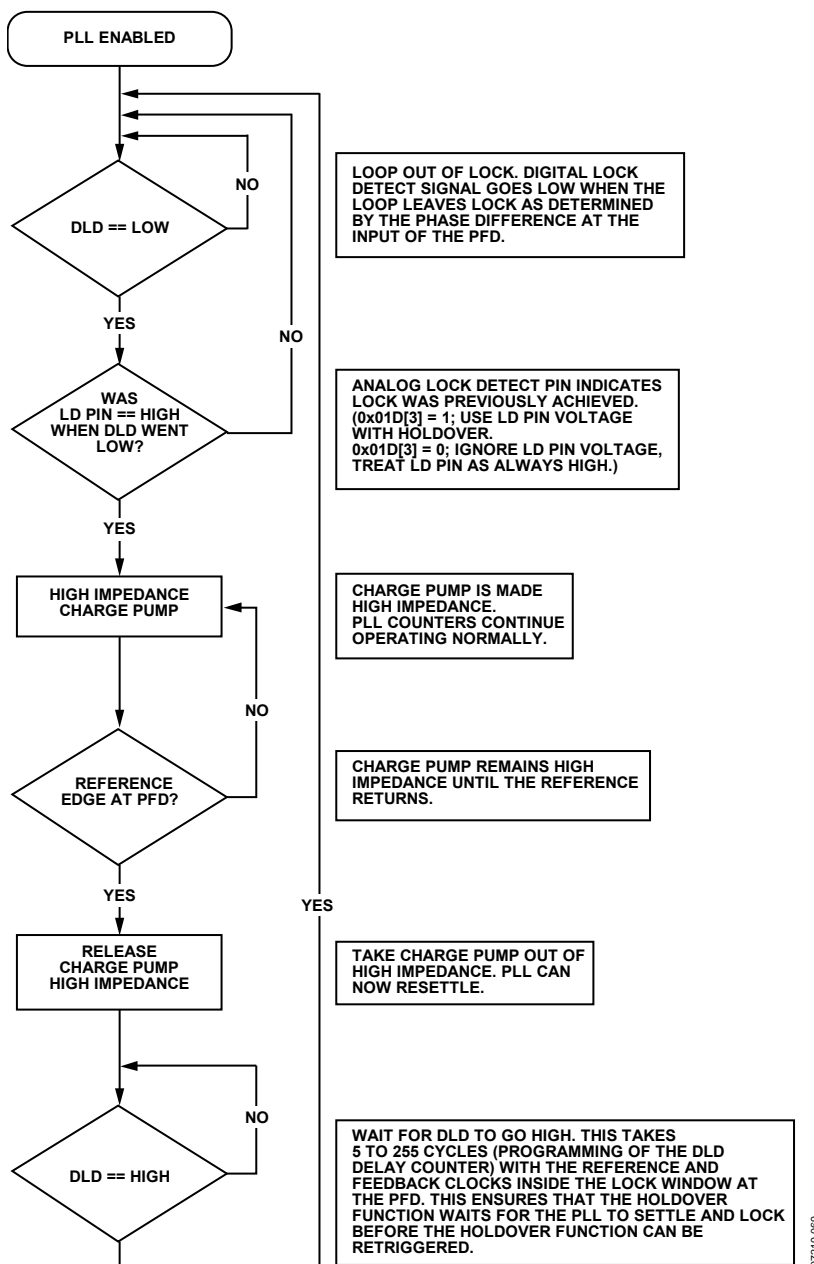 PLL ENABLED
NO
DLD == LOW
LOOP OUT OF LOCK. DIGITAL LOCK
DETECT SIGNAL GOES LOW WHEN THE
LOOP LEAVES LOCK AS DETERMINED
BY THE PHASE DIFFERENCE AT THE
INPUT OF THE PFD.
YES
NO
WAS
LD PIN == HIGH
WHEN DLD WENT
LOW?
ANALOG LOCK DETECT PIN INDICATES
LOCK WAS PREVIOUSLY ACHIEVED.
(0x01D[3] = 1; USE LD PIN VOLTAGE
WITH HOLDOVER.
0x01D[3] = 0; IGNORE LD PIN VOLTAGE,
TREAT LD PIN AS ALWAYS HIGH.)
YES
HIGH IMPEDANCE
CHARGE PUMP
CHARGE PUMP IS MADE
HIGH IMPEDANCE.
PLL COUNTERS CONTINUE
OPERATING NORMALLY.
NO
REFERENCE
EDGE AT PFD?
CHARGE PUMP REMAINS HIGH
IMPEDANCE UNTIL THE REFERENCE
RETURNS.
YES
YES
RELEASE
CHARGE PUMP
HIGH IMPEDANCE
TAKE CHARGE PUMP OUT OF
HIGH IMPEDANCE. PLL CAN
NOW RESETTLE.
NO
DLD == HIGH
WAIT FOR DLD TO GO HIGH. THIS TAKES
5 TO 255 CYCLES (PROGRAMMING OF THE DLD
DELAY COUNTER) WITH THE REFERENCE AND
FEEDBACK CLOCKS INSIDE THE LOCK WINDOW AT
THE PFD. THIS ENSURES THAT THE HOLDOVER
FUNCTION WAITS FOR THE PLL TO SETTLE AND LOCK
BEFORE THE HOLDOVER FUNCTION CAN BE
RETRIGGERED.